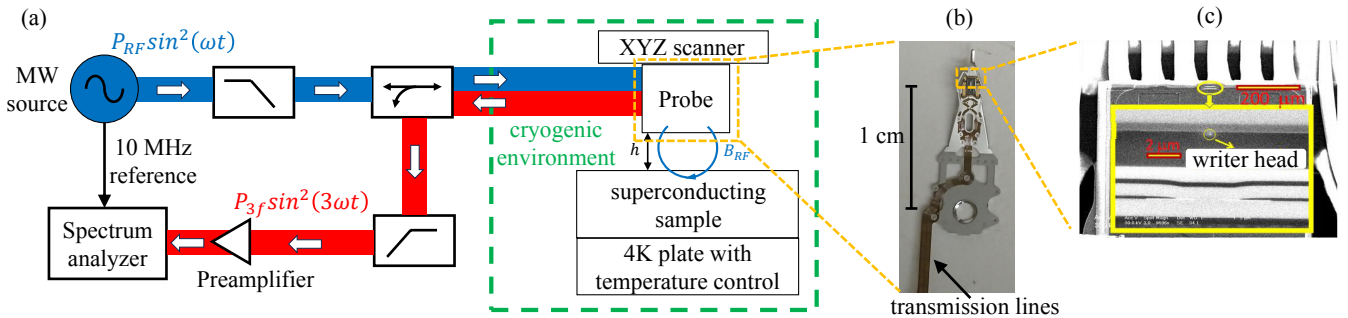 (a)
P_RF sin²(ωt)
MW
source
10 MHz
reference
P_3f sin²(3ωt)
Spectrum
analyzer
Preamplifier
cryogenic
environment
XYZ scanner
Probe
h
B_RF
superconducting
sample
4K plate with
temperature control
(b)
1 cm
transmission lines
(c)
200 μm
2 μm
writer head